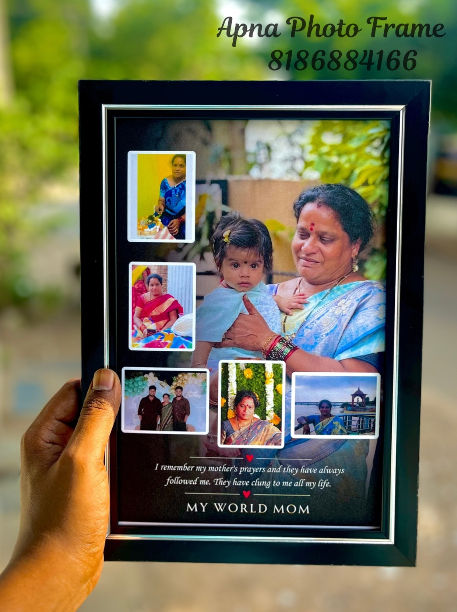 Apna Photo Frame
8186884166
I remember my mother's prayers and they have always
followed me. They have clung to me all my life.
MY WORLD MOM